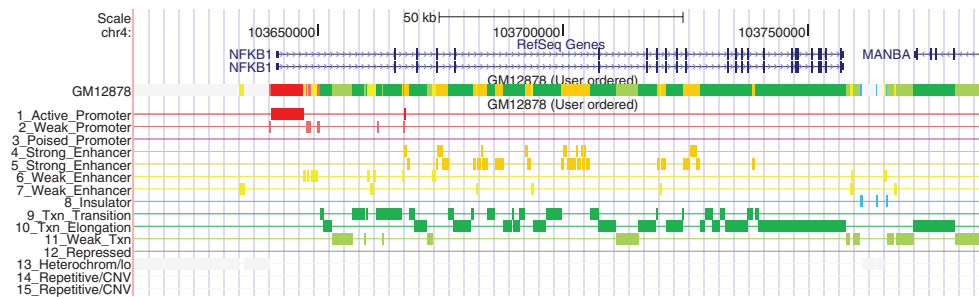 Scale 50 kb
chr4: 103650000 103700000 103750000
RefSeq Genes
NFKB1 MANBA
NFKB1
GM12878 (User ordered)
GM12878
GM12878 (User ordered)
1_Active_Promoter
2_Weak_Promoter
3_Poised_Promoter
4_Strong_Enhancer
5_Strong_Enhancer
6_Weak_Enhancer
7_Weak_Enhancer
8_Insulator
9_Txn_Transition
10_Txn_Elongation
11_Weak_Txn
12_Repressed
13_Heterochrom/lo
14_Repetitive/CNV
15_Repetitive/CNV